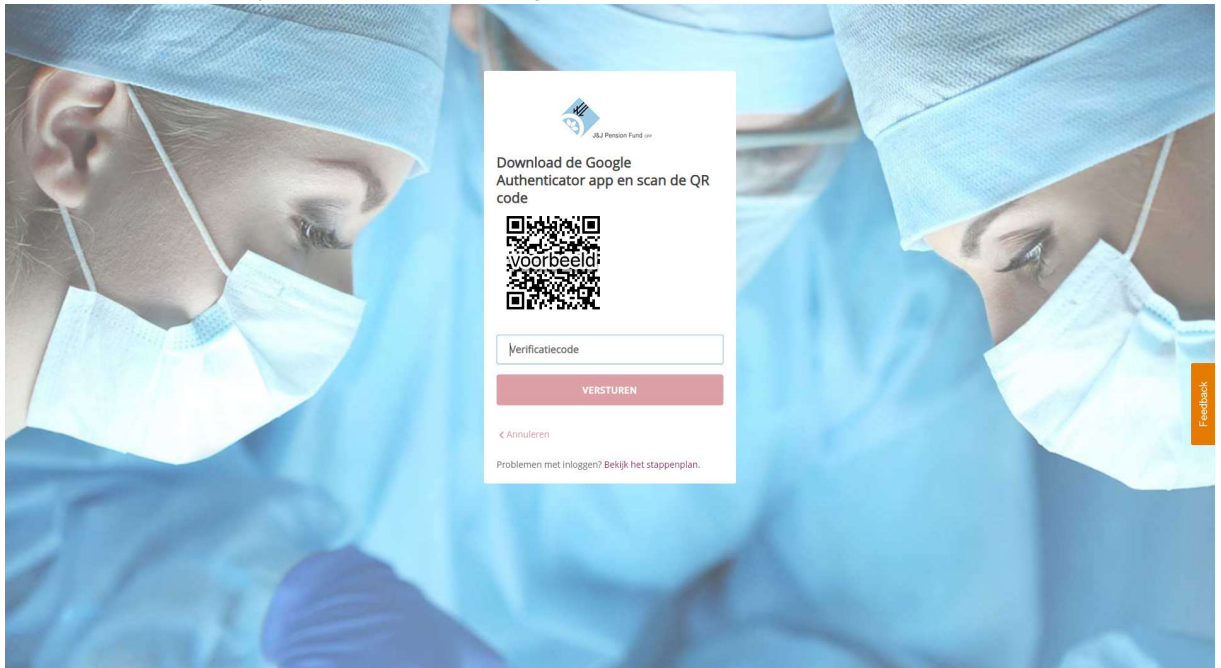 J&J Pension Fund OFP
Download de Google
Authenticator app en scan de QR
code
voorbeeld
Verificatiecode
VERSTUREN
< Annuleren
Problemen met inloggen? Bekijk het stappenplan.
Feedback